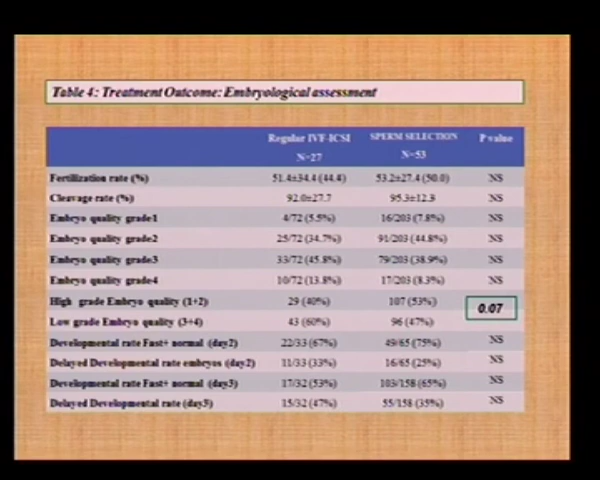 Table 4: Treatment Outcome: Embryological assessment
Regular IVF-ICSI SPERM SELECTION P value
N=27 N=53
Fertilization rate (%) 51.4±34.4 (44.4) 53.2±27.4 (50.0) NS
Cleavage rate (%) 92.0±27.7 95.3±12.3 NS
Embryo quality grade1 4/72 (5.5%) 16/203 (7.8%) NS
Embryo quality grade2 25/72 (34.7%) 91/203 (44.8%) NS
Embryo quality grade3 33/72 (45.8%) 79/203 (38.9%) NS
Embryo quality grade4 10/72 (13.8%) 17/203 (8.3%) NS
High grade Embryo quality (1+2) 29 (40%) 107 (53%)
0.07
Low grade Embryo quality (3+4) 43 (60%) 96 (47%)
Developmental rate Fast+ normal (day2) 22/33 (67%) 49/65 (75%) NS
Delayed Developmental rate embryos (day2) 11/33 (33%) 16/65 (25%) NS
Developmental rate Fast+ normal (day3) 17/32 (53%) 103/158 (65%) NS
Delayed Developmental rate (day3) 15/32 (47%) 55/158 (35%) NS